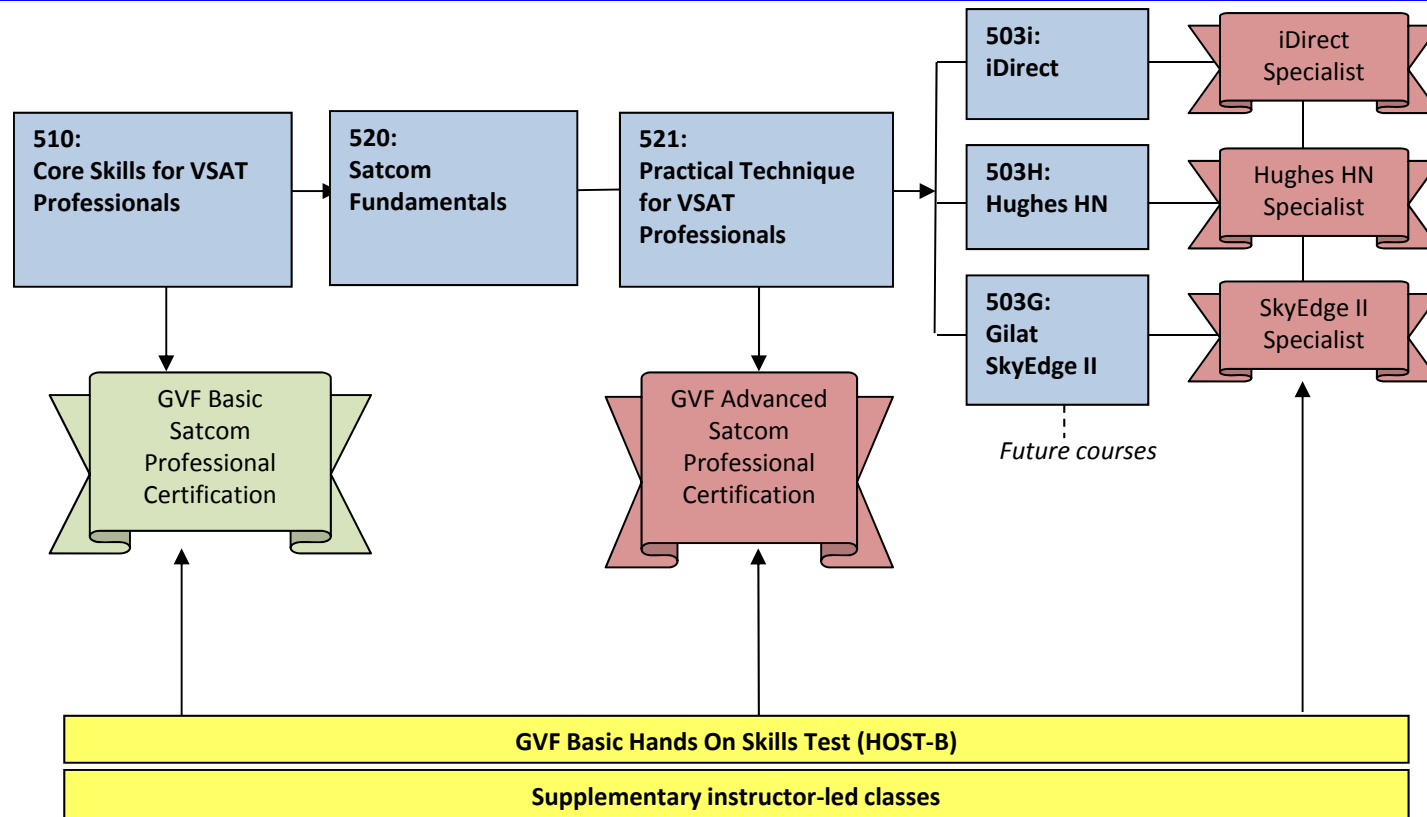 510:
Core Skills for VSAT
Professionals
520:
Satcom
Fundamentals
521:
Practical Technique
for VSAT
Professionals
503i:
iDirect
iDirect
Specialist
503H:
Hughes HN
Hughes HN
Specialist
503G:
Gilat
SkyEdge II
SkyEdge II
Specialist
Future courses
GVF Basic
Satcom
Professional
Certification
GVF Advanced
Satcom
Professional
Certification
GVF Basic Hands On Skills Test (HOST-B)
Supplementary instructor-led classes